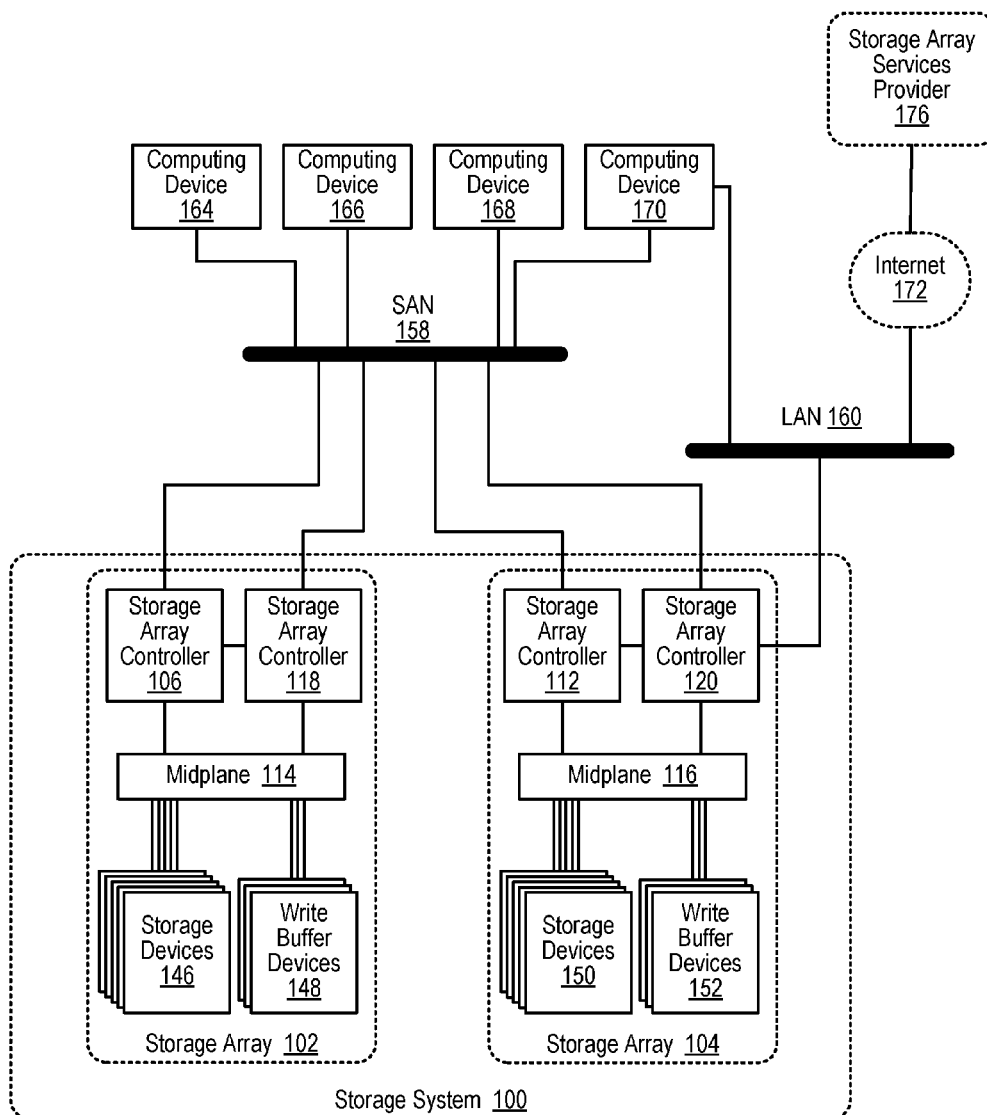 Storage Array
Services
Provider
176
Computing
Device
164
Computing
Device
166
Computing
Device
168
Computing
Device
170
Internet
172
SAN
158
LAN 160
Storage
Array
Controller
106
Storage
Array
Controller
118
Storage
Array
Controller
112
Storage
Array
Controller
120
Midplane 114
Midplane 116
Storage
Devices
146
Write
Buffer
Devices
148
Storage
Devices
150
Write
Buffer
Devices
152
Storage Array 102
Storage Array 104
Storage System 100